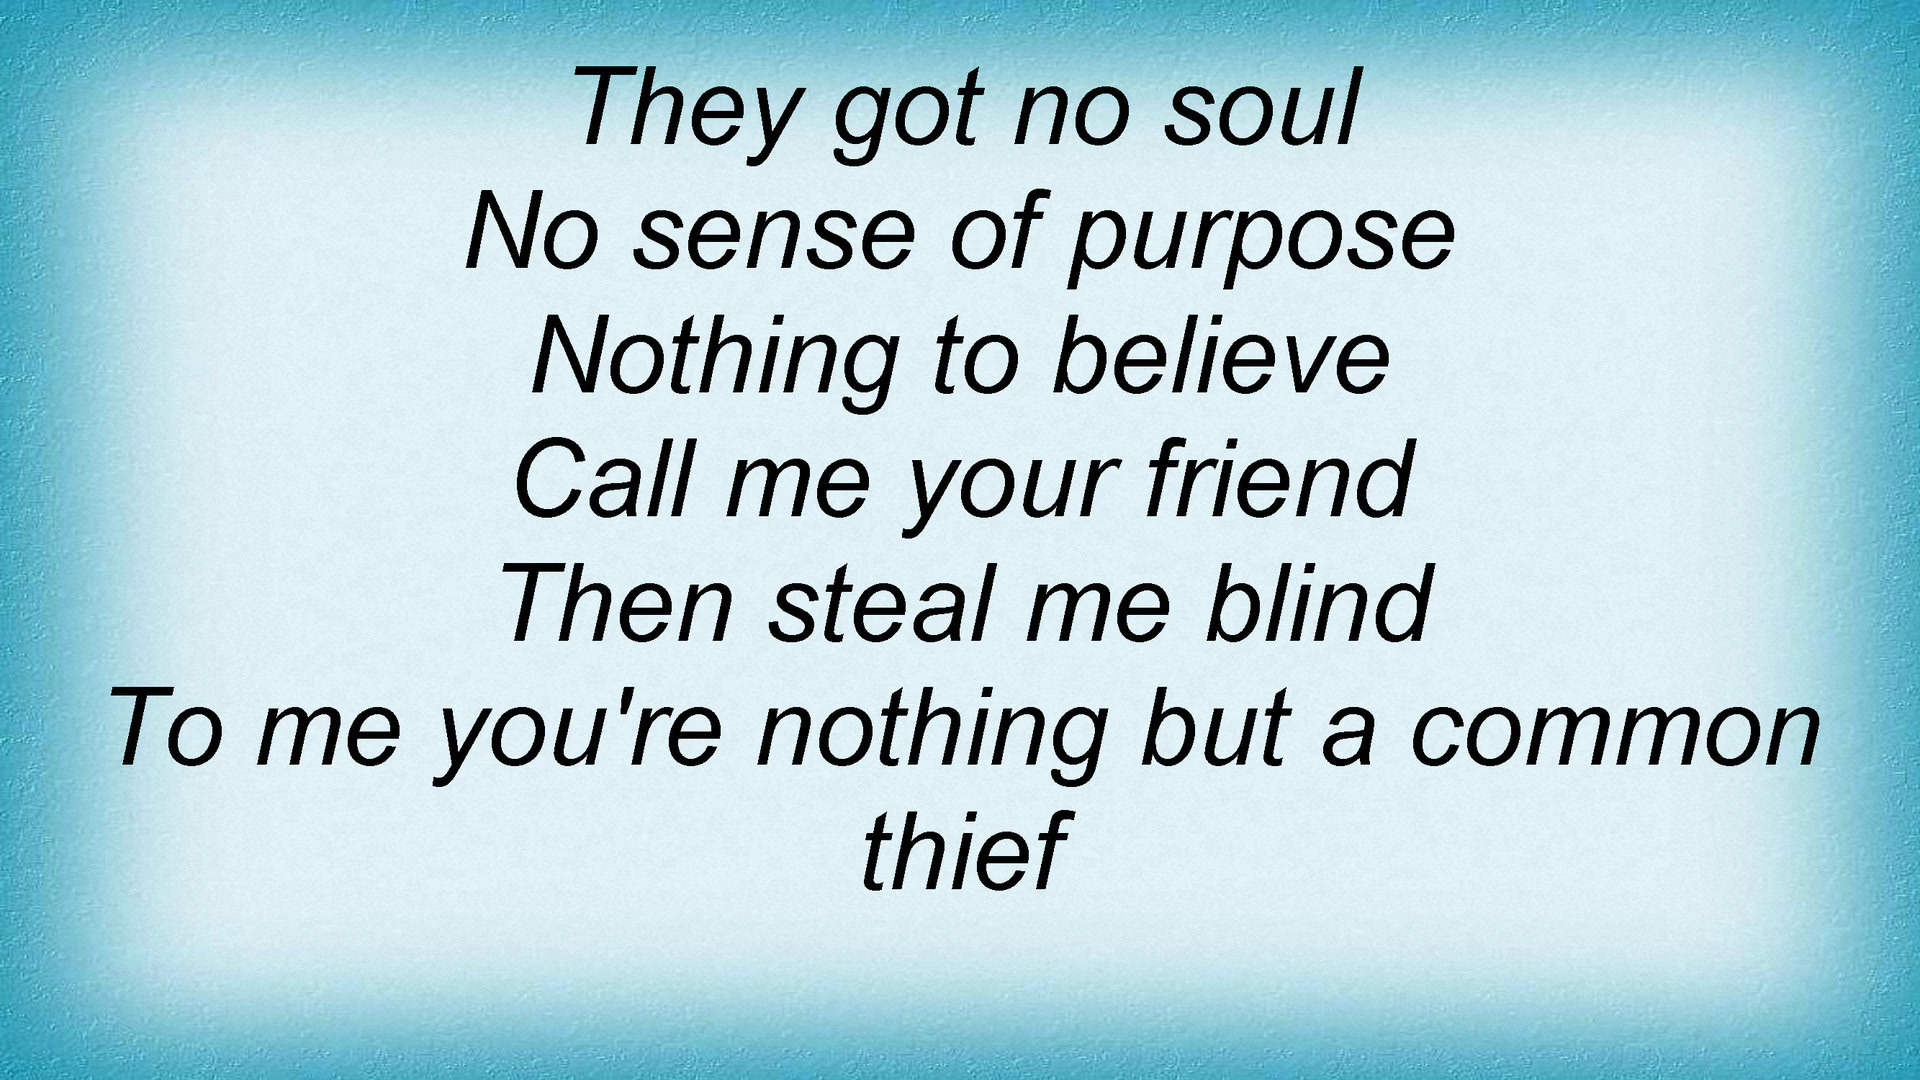 They got no soul
No sense of purpose
Nothing to believe
Call me your friend
Then steal me blind
To me you're nothing but a common
thief